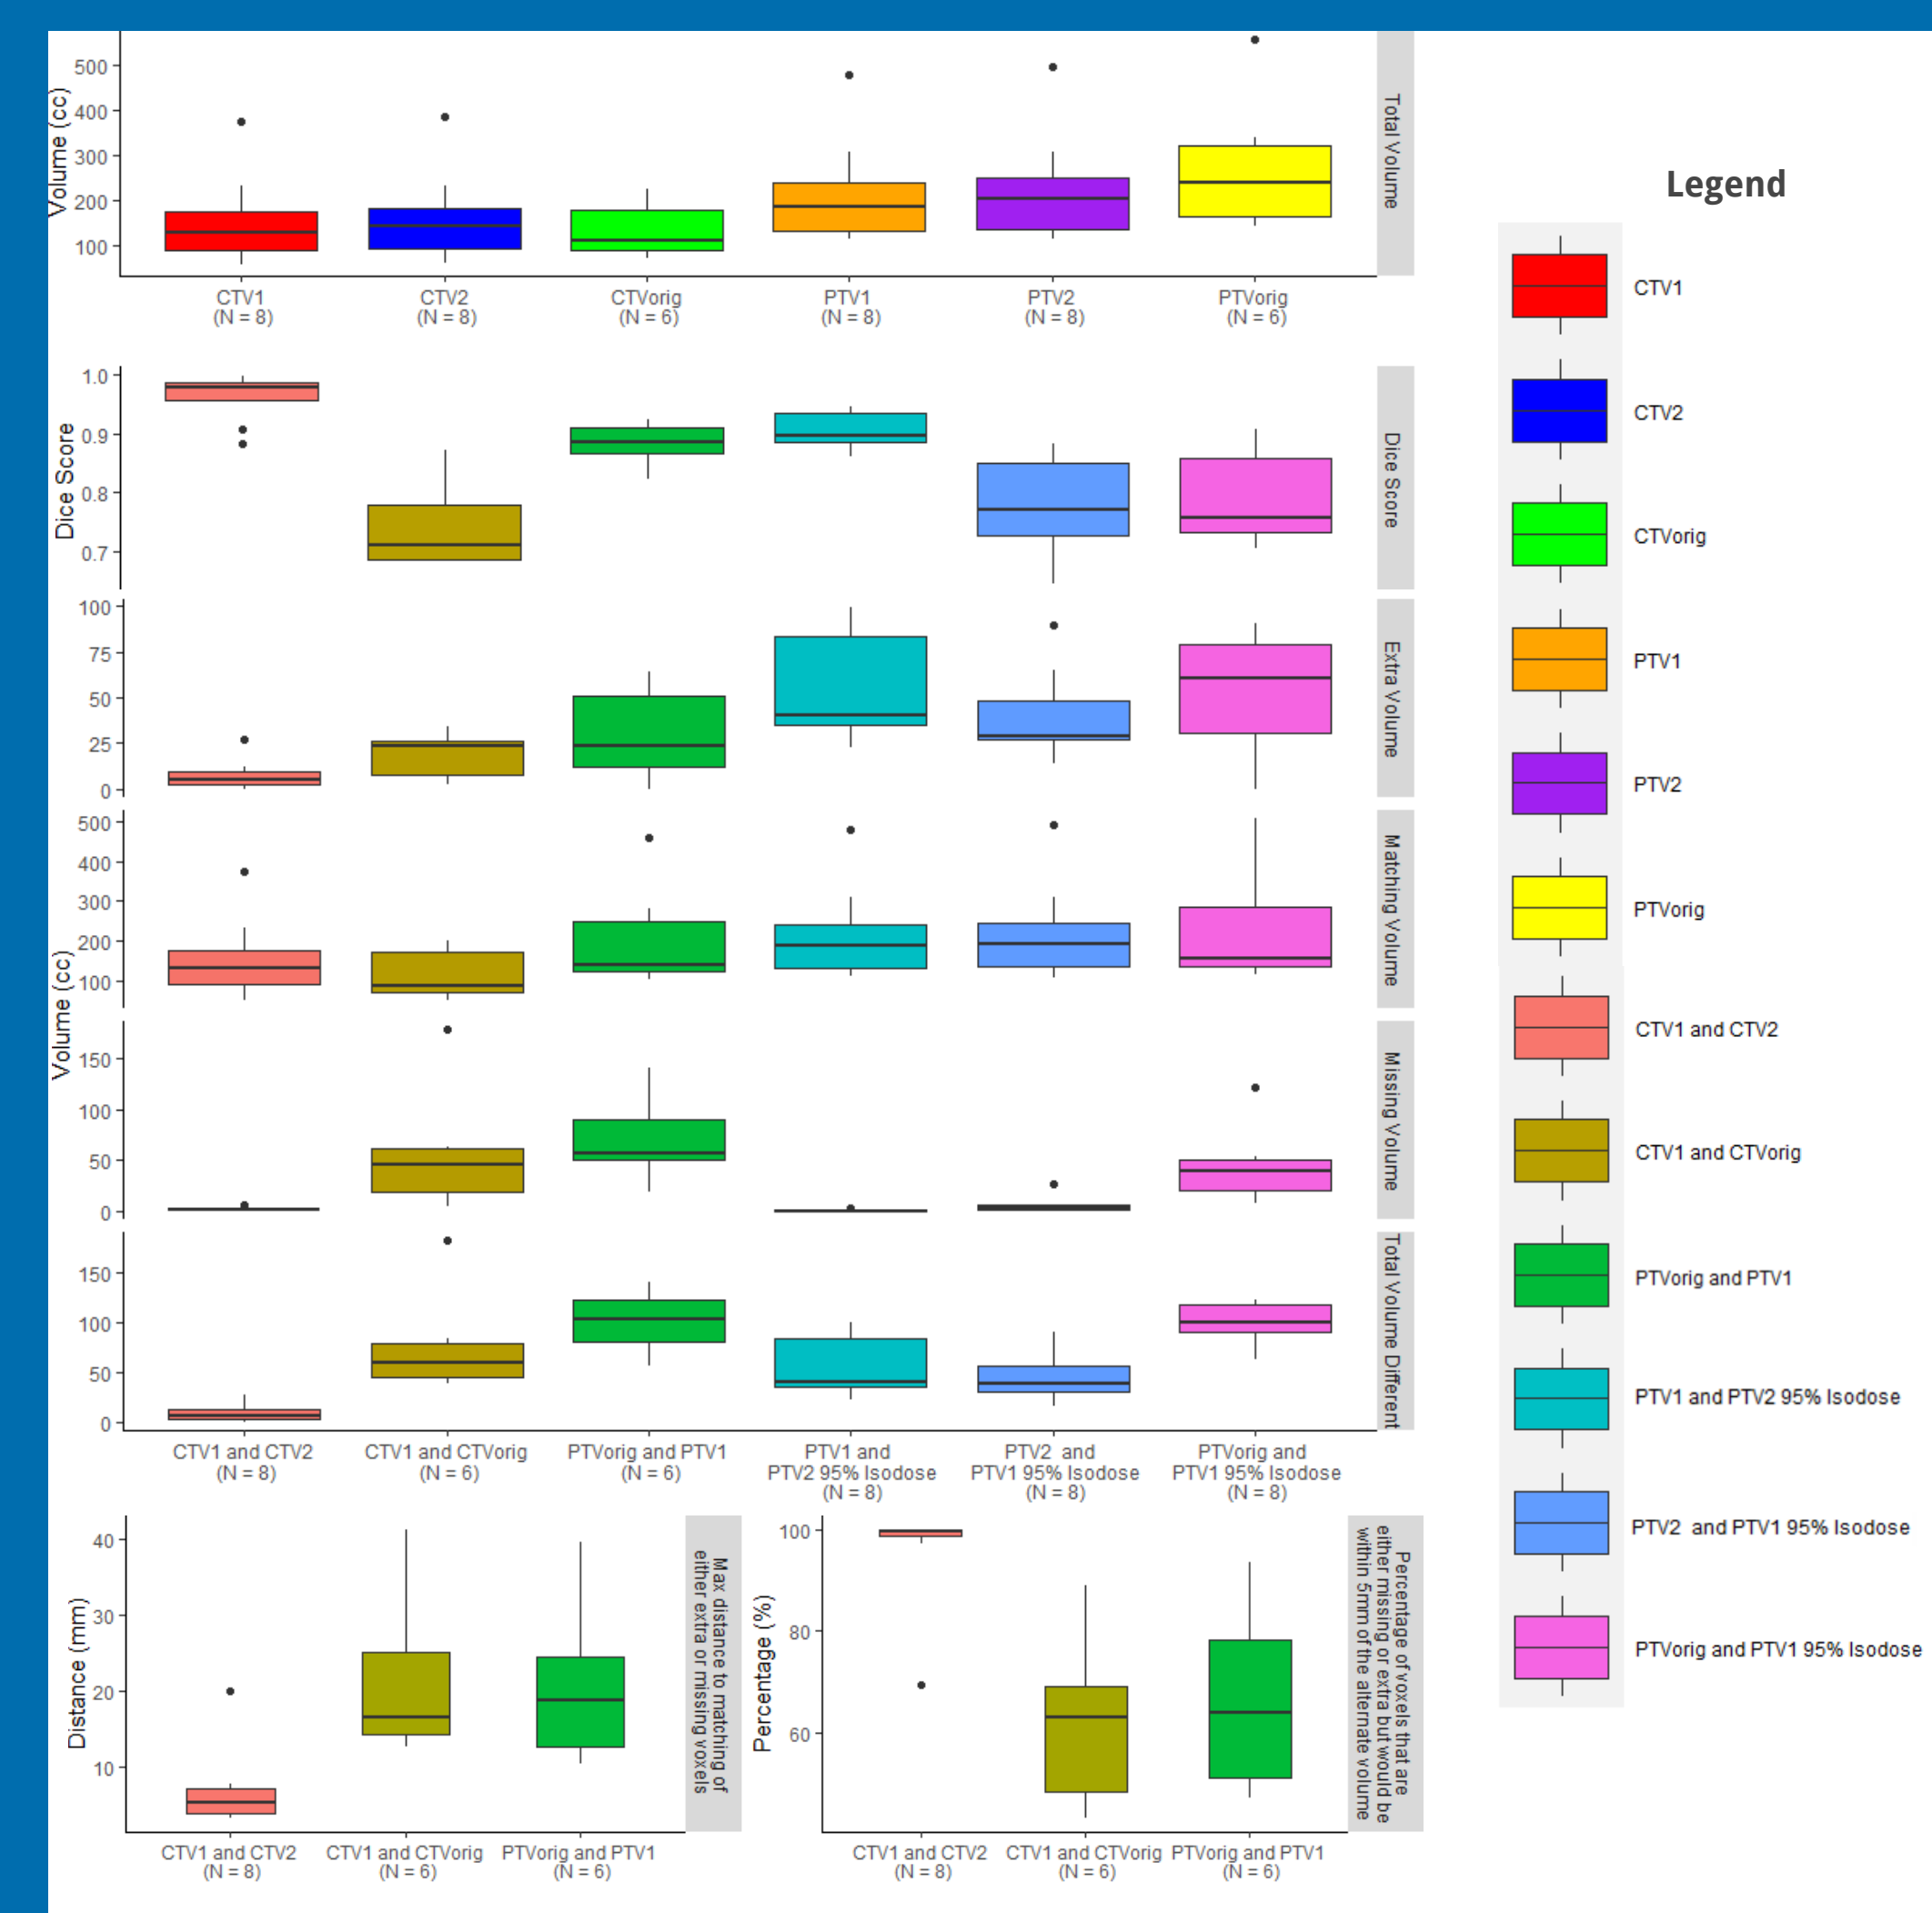 Volume (cc)
500
400
300
200
100
Total Volume
CTV1
(N = 8)
CTV2
(N = 8)
CTVorig
(N = 6)
PTV1
(N = 8)
PTV2
(N = 8)
PTVorig
(N = 6)
Dice Score
1.0
0.9
0.8
0.7
Dice Score
Volume (cc)
100
75
50
25
0
Extra Volume
500
400
300
200
100
Matching Volume
150
100
50
0
Missing Volume
150
100
50
0
Total Volume Different
CTV1 and CTV2
(N = 8)
CTV1 and CTVorig
(N = 6)
PTVorig and PTV1
(N = 6)
PTV1 and
PTV2 95% Isodose
(N = 8)
PTV2 and
PTV1 95% Isodose
(N = 8)
PTVorig and
PTV1 95% Isodose
(N = 8)
Distance (mm)
40
30
20
10
Max distance to matching of
either extra or missing voxels
CTV1 and CTV2
(N = 8)
CTV1 and CTVorig
(N = 6)
PTVorig and PTV1
(N = 6)
Percentage (%)
100
80
60
Percentage of voxels that are
either missing or extra but would be
within 5mm of the alternate volume
CTV1 and CTV2
(N = 8)
CTV1 and CTVorig
(N = 6)
PTVorig and PTV1
(N = 6)
Legend
CTV1
CTV2
CTVorig
PTV1
PTV2
PTVorig
CTV1 and CTV2
CTV1 and CTVorig
PTVorig and PTV1
PTV1 and PTV2 95% Isodose
PTV2 and PTV1 95% Isodose
PTVorig and PTV1 95% Isodose